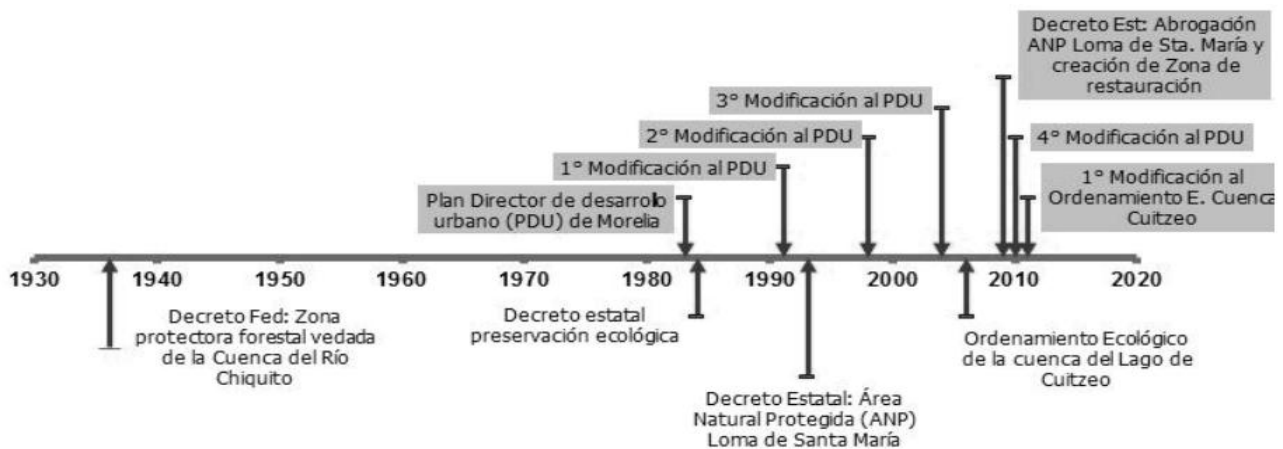 Decreto Est: Abrogación
ANP Loma de Sta. María y
creación de Zona de
restauración
3° Modificación al PDU
2° Modificación al PDU
4° Modificación al PDU
1° Modificación al PDU
1° Modificación al
Ordenamiento E. Cuenca
Cuitzeo
Plan Director de desarrollo
urbano (PDU) de Morelia
1930 1940 1950 1960 1970 1980 1990 2000 2010 2020
Decreto Fed: Zona
protectora forestal vedada
de la Cuenca del Río
Chiquito
Decreto estatal
preservación ecológica
Ordenamiento Ecológico
de la cuenca del Lago de
Cuitzeo
Decreto Estatal: Área
Natural Protegida (ANP)
Loma de Santa María